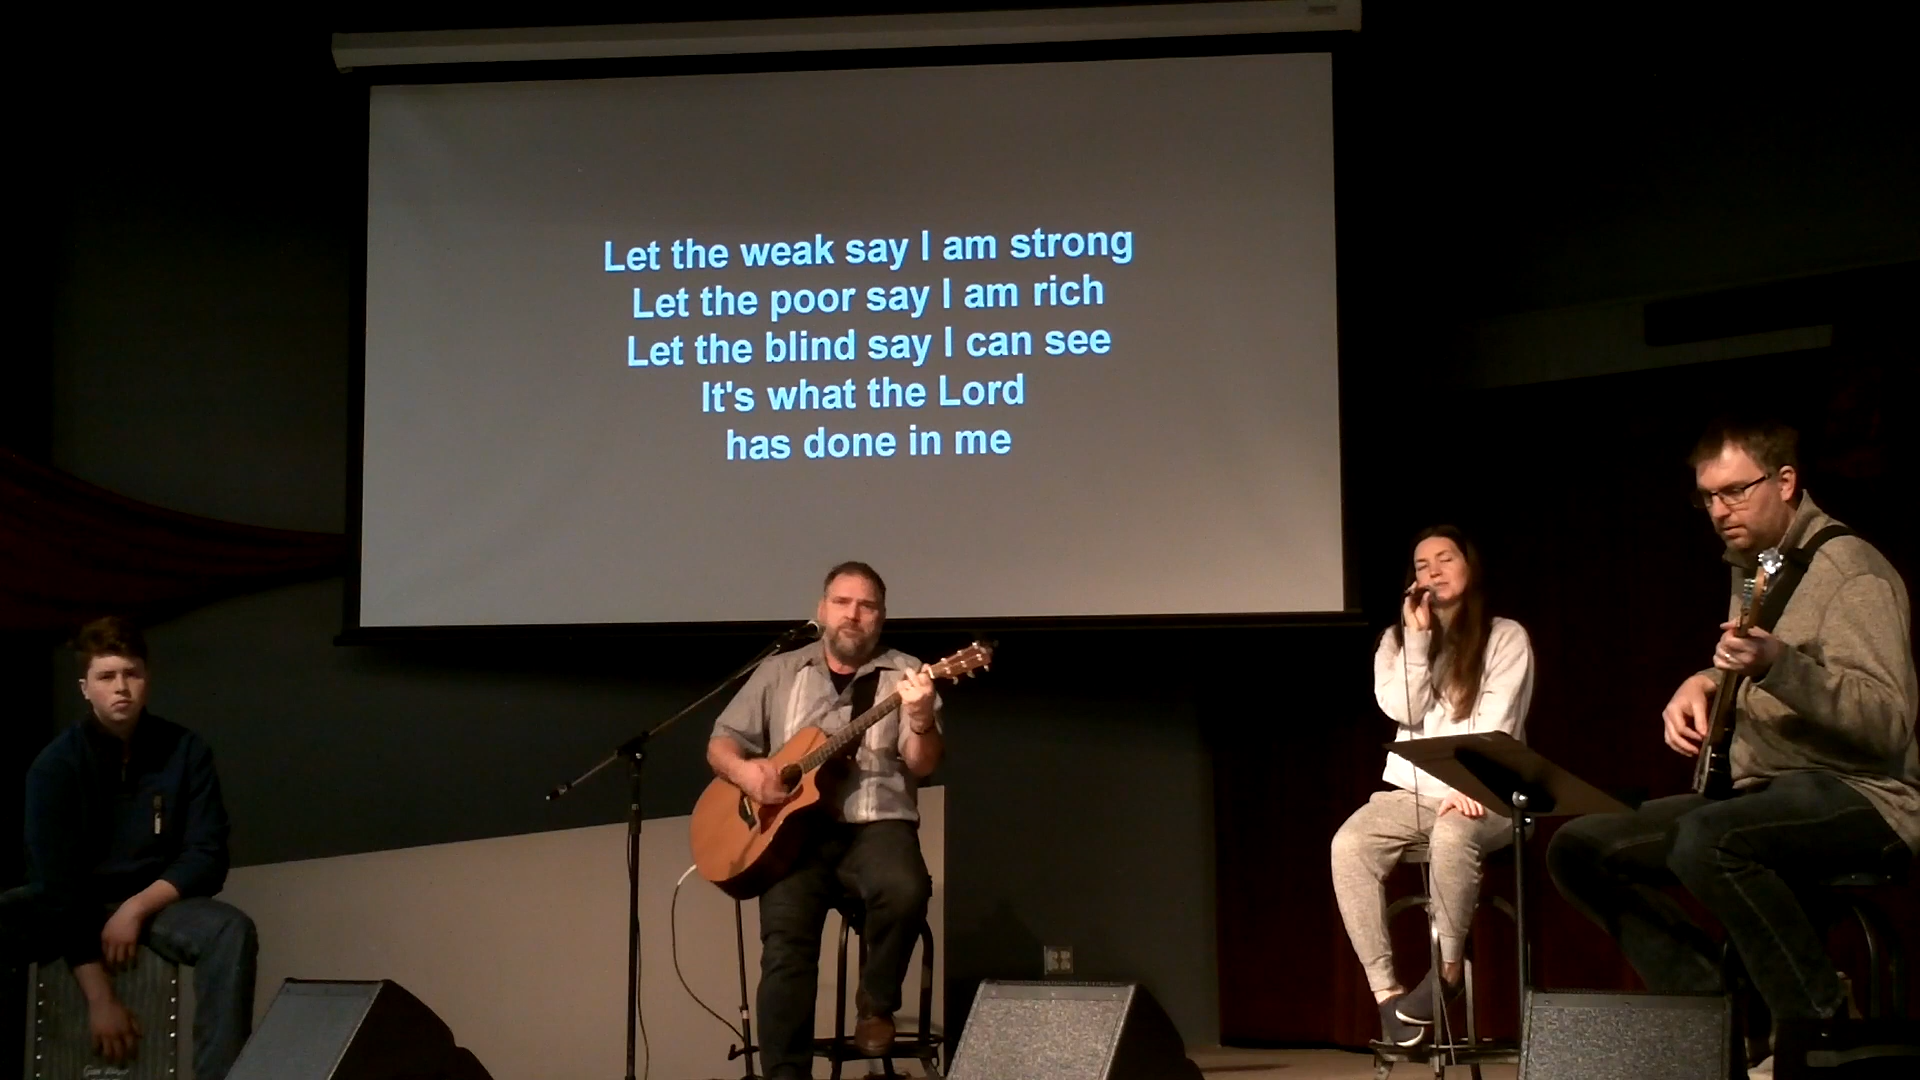 Let the weak say I am strong
Let the poor say I am rich
Let the blind say I can see
It's what the Lord
has done in me